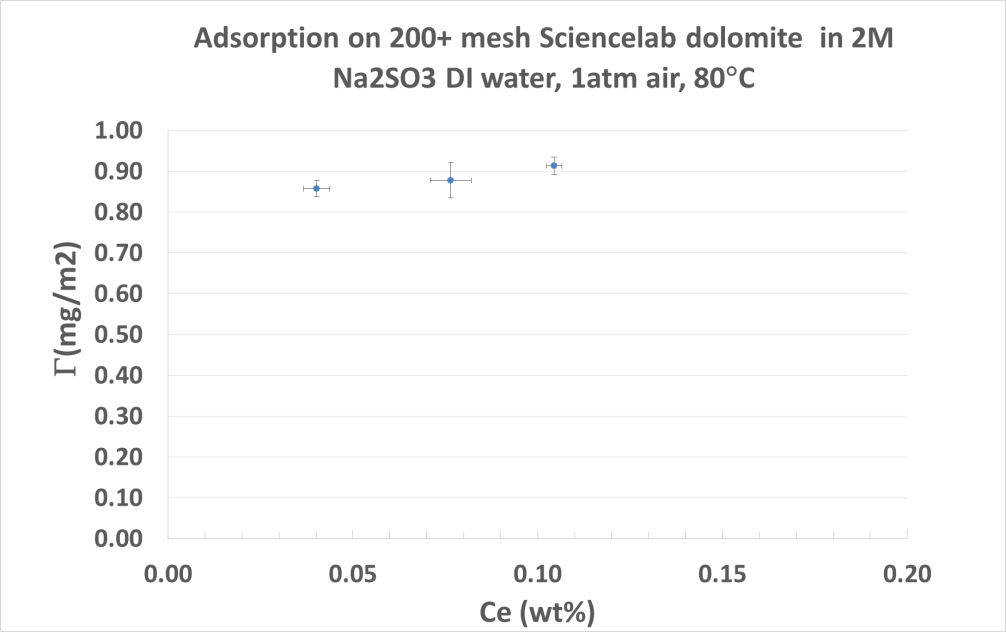 Adsorption on 200+ mesh Sciencelab dolomite in 2M
Na2SO3 DI water, 1atm air, 80°C
1.00
0.90
0.80
0.70
0.60
0.50
0.40
0.30
0.20
0.10
0.00
Γ(mg/m2)
0.00 0.05 0.10 0.15 0.20
Ce (wt%)